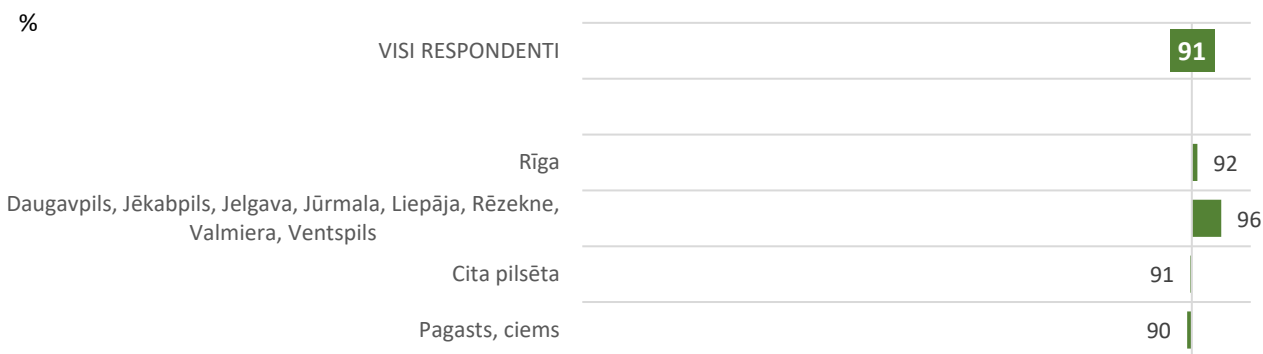 %
VISI RESPONDENTI
91
Rīga
92
Daugavpils, Jēkabpils, Jelgava, Jūrmala, Liepāja, Rēzekne,
Valmiera, Ventspils
96
Cita pilsēta
91
Pagasts, ciems
90